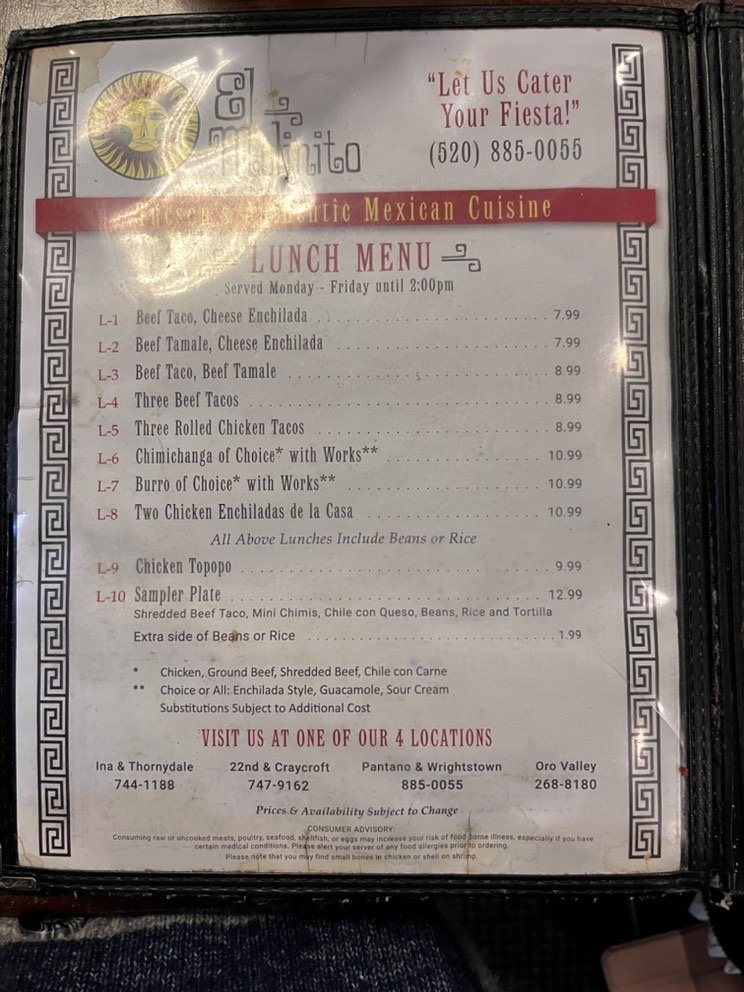 El Molinito
"Let Us Cater
Your Fiesta!"
(520) 885-0055
Tucson's Authentic Mexican Cuisine
LUNCH MENU
Served Monday - Friday until 2:00pm
L-1 Beef Taco, Cheese Enchilada 7.99
L-2 Beef Tamale, Cheese Enchilada 7.99
L-3 Beef Taco, Beef Tamale 8.99
L-4 Three Beef Tacos 8.99
L-5 Three Rolled Chicken Tacos 8.99
L-6 Chimichanga of Choice* with Works** 10.99
L-7 Burro of Choice* with Works** 10.99
L-8 Two Chicken Enchiladas de la Casa 10.99
All Above Lunches Include Beans or Rice
L-9 Chicken Topopo 9.99
L-10 Sampler Plate 12.99
Shredded Beef Taco, Mini Chimis, Chile con Queso, Beans, Rice and Tortilla
Extra side of Beans or Rice 1.99
* Chicken, Ground Beef, Shredded Beef, Chile con Carne
** Choice or All: Enchilada Style, Guacamole, Sour Cream
Substitutions Subject to Additional Cost
VISIT US AT ONE OF OUR 4 LOCATIONS
Ina & Thornydale 22nd & Craycroft Pantano & Wrightstown Oro Valley
744-1188 747-9162 885-0055 268-8180
Prices & Availability Subject to Change
CONSUMER ADVISORY
Consuming raw or uncooked meats, poultry, seafood, shellfish, or eggs may increase your risk of food borne illness, especially if you have
certain medical conditions. Please alert your server of any food allergies prior to ordering.
Please note that you may find small bones in chicken or shell on shrimp.